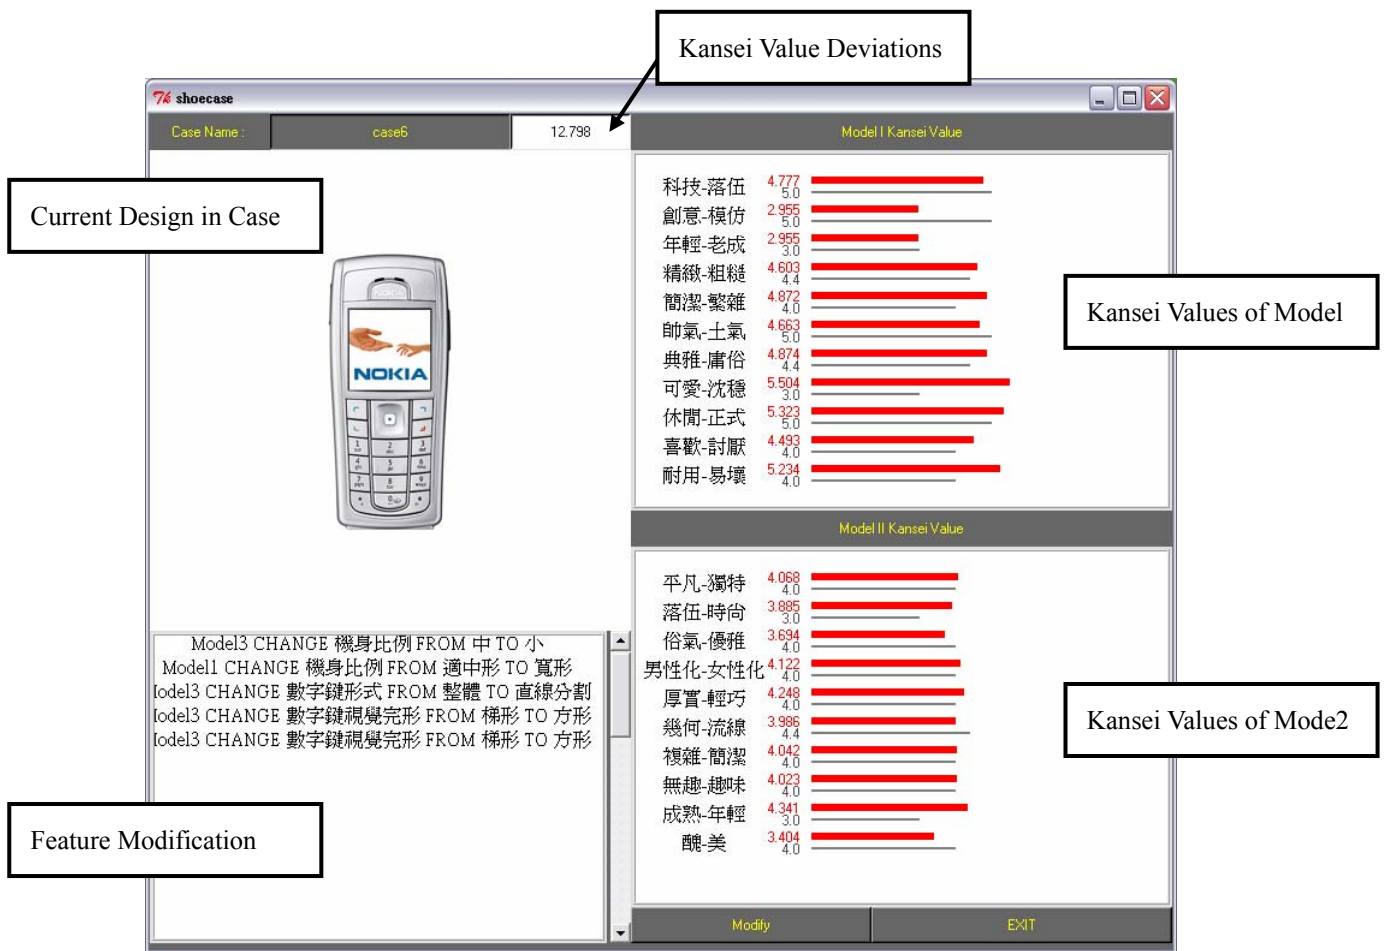 Kansei Value Deviations
7k shoecase
Case Name :
case6
12.798
Model I Kansei Value
Current Design in Case
NOKIA
科技-落伍 4.777 5.0
創意-模仿 2.955 5.0
年輕-老成 2.955 3.0
精緻-粗糙 4.603 4.4
簡潔-繁雜 4.872 4.0
帥氣-土氣 4.663 5.0
典雅-庸俗 4.874 4.4
可愛-沈穩 5.504 3.0
休閒-正式 5.323 5.0
喜歡-討厭 4.493 4.0
耐用-易壞 5.234 4.0
Kansei Values of Model
Model II Kansei Value
平凡-獨特 4.068 4.0
落伍-時尚 3.885 3.0
俗氣-優雅 3.694 4.0
男性化-女性化 4.122 4.0
厚實-輕巧 4.248 4.0
幾何-流線 3.986 4.4
複雜-簡潔 4.042 4.0
無趣-趣味 4.023 4.0
成熟-年輕 4.341 3.0
醜-美 3.404 4.0
Kansei Values of Mode2
Model3 CHANGE 機身比例 FROM 中 TO 小
Model1 CHANGE 機身比例 FROM 適中形 TO 寬形
odel3 CHANGE 數字鍵形式 FROM 整體 TO 直線分割
odel3 CHANGE 數字鍵視覺完形 FROM 梯形 TO 方形
odel3 CHANGE 數字鍵視覺完形 FROM 梯形 TO 方形
Feature Modification
Modify
EXIT